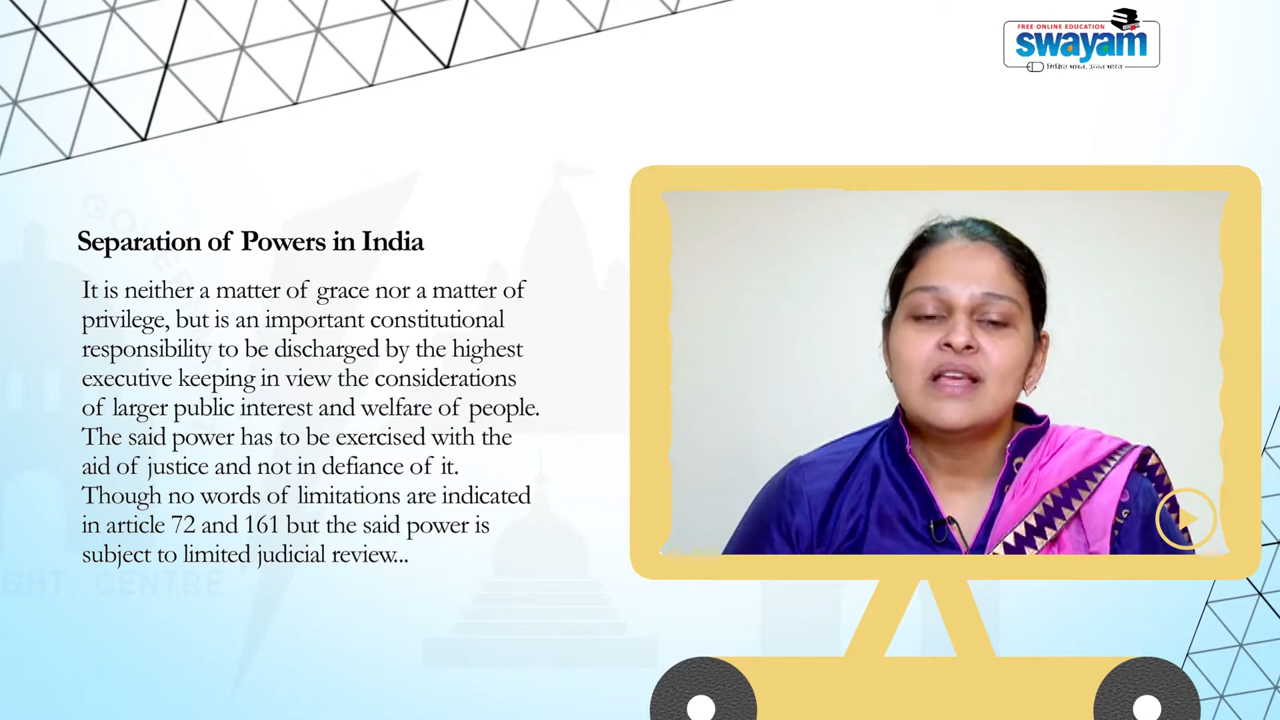 FREE ONLINE EDUCATION
swayam
शिक्षित भारत, उन्नत भारत
Separation of Powers in India
It is neither a matter of grace nor a matter of
privilege, but is an important constitutional
responsibility to be discharged by the highest
executive keeping in view the considerations
of larger public interest and welfare of people.
The said power has to be exercised with the
aid of justice and not in defiance of it.
Though no words of limitations are indicated
in article 72 and 161 but the said power is
subject to limited judicial review...